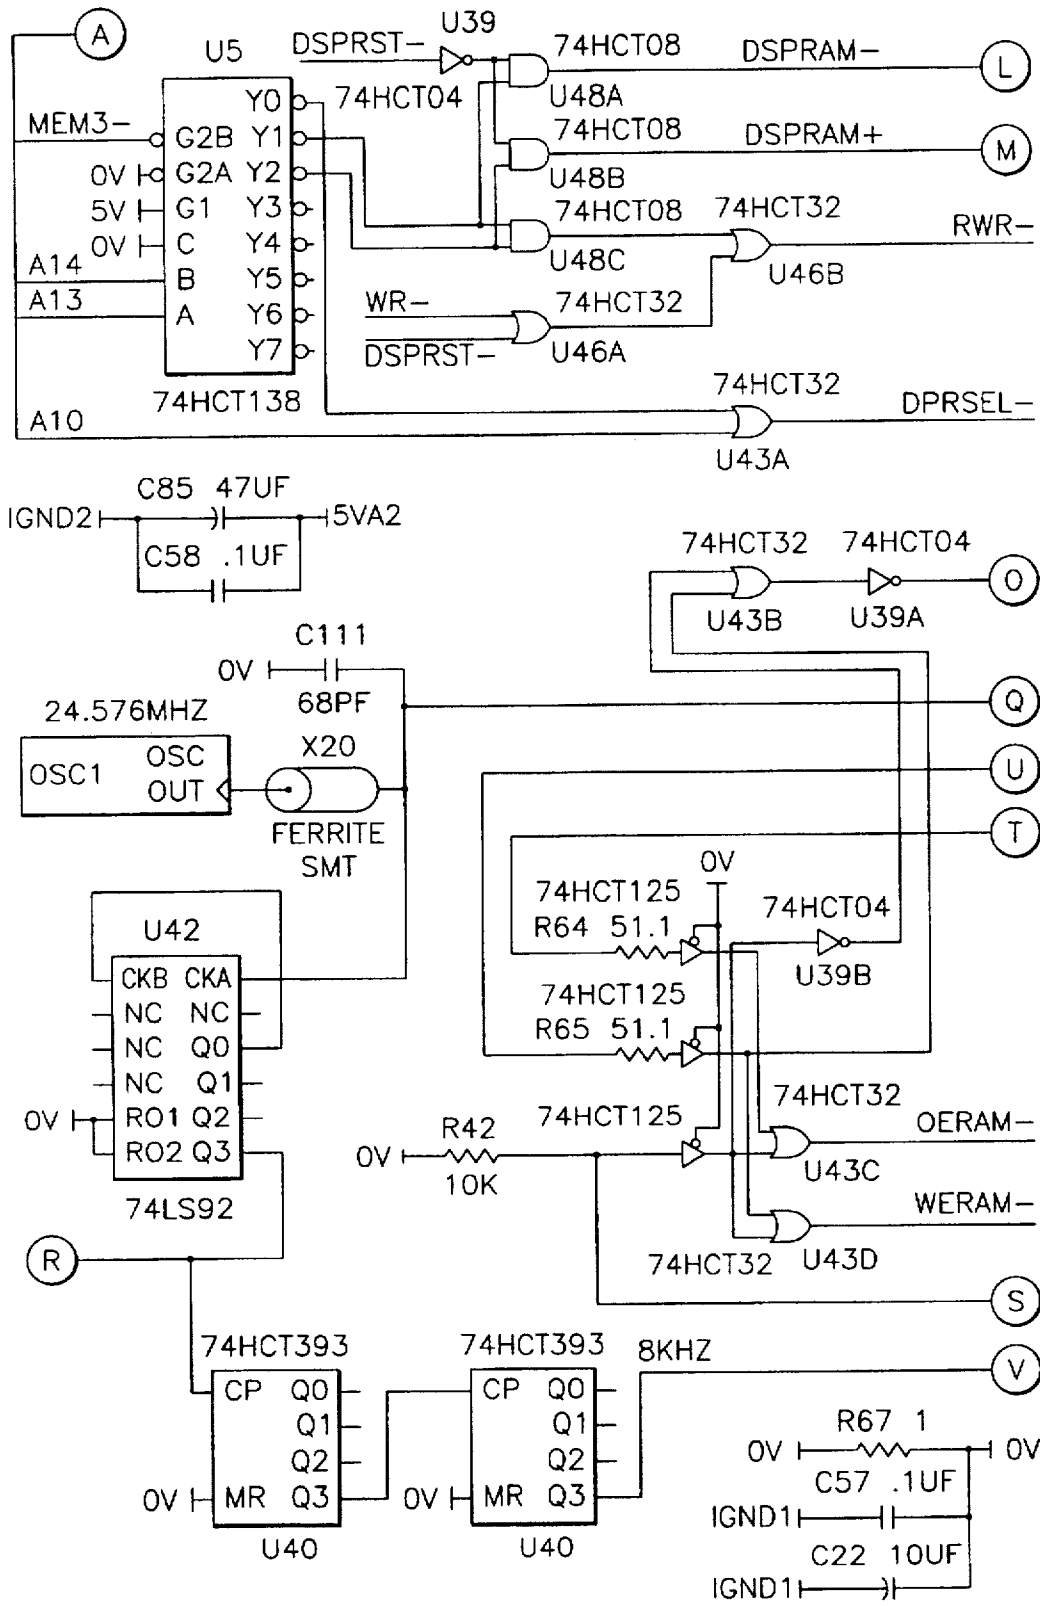 A
U5
DSPRST-
U39
74HCT08
DSPRAM-
L
74HCT04
U48A
Y0
MEM3-
G2B
Y1
74HCT08
DSPRAM+
M
0V
G2A
Y2
U48B
5V
G1
Y3
74HCT08
74HCT32
RWR-
0V
C
Y4
U48C
U46B
A14
B
Y5
A13
A
Y6
WR-
74HCT32
Y7
DSPRST-
U46A
74HCT138
74HCT32
DPRSEL-
A10
U43A
C85 47UF
IGND2
5VA2
C58 .1UF
74HCT32
74HCT04
O
U43B
U39A
C111
0V
68PF
Q
24.576MHZ
X20
OSC1
OSC
OUT
U
FERRITE
SMT
T
0V
74HCT125
74HCT04
R64 51.1
U42
U39B
CKB
CKA
74HCT125
NC
NC
R65 51.1
NC
Q0
NC
Q1
74HCT32
0V
RO1
Q2
74HCT125
OERAM-
RO2
Q3
R42
0V
10K
U43C
74LS92
WERAM-
R
74HCT32
U43D
S
74HCT393
74HCT393
8KHZ
V
CP
Q0
CP
Q0
Q1
Q1
R67 1
Q2
Q2
0V
0V
0V
MR
Q3
0V
MR
Q3
C57 .1UF
IGND1
U40
U40
C22 10UF
IGND1